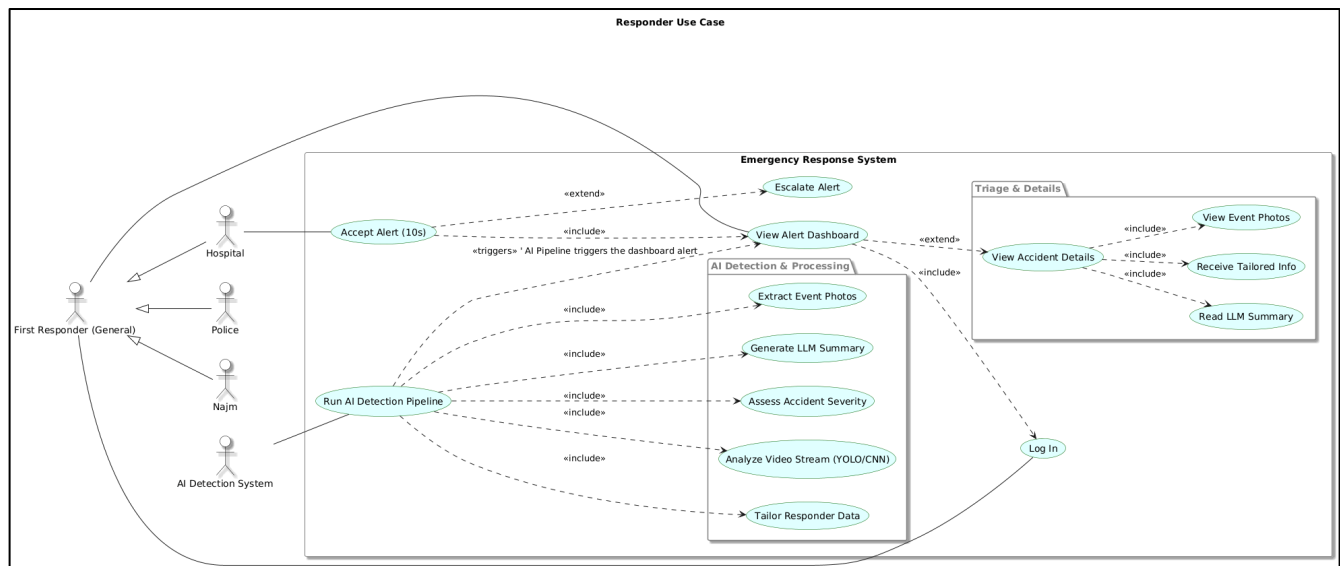 Responder Use Case
Emergency Response System
Escalate Alert
«extend»
Triage & Details
View Event Photos
Accept Alert (10s)
«include»
View Alert Dashboard
«include»
Hospital
«extend»
«triggers» ' AI Pipeline triggers the dashboard alert
View Accident Details
«include»
Receive Tailored Info
AI Detection & Processing
«include»
«include»
Extract Event Photos
«include»
Read LLM Summary
First Responder (General)
Police
Generate LLM Summary
«include»
Run AI Detection Pipeline
«include»
Assess Accident Severity
Najm
«include»
Log In
Analyze Video Stream (YOLO/CNN)
«include»
AI Detection System
Tailor Responder Data